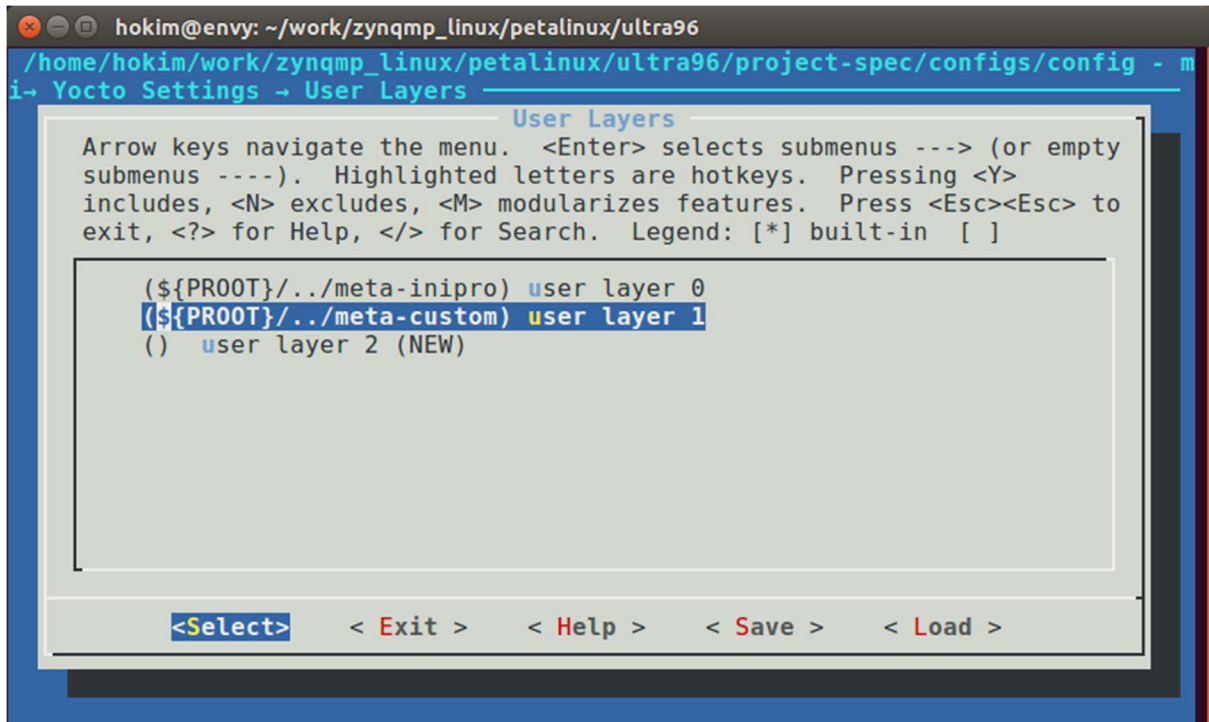 hokim@envy: ~/work/zynqmp_linux/petalinux/ultra96
/home/hokim/work/zynqmp_linux/petalinux/ultra96/project-spec/configs/config - m
i→ Yocto Settings → User Layers
User Layers
Arrow keys navigate the menu.  <Enter> selects submenus ---> (or empty
submenus ----).  Highlighted letters are hotkeys.  Pressing <Y>
includes, <N> excludes, <M> modularizes features.  Press <Esc><Esc> to
exit, <?> for Help, </> for Search.  Legend: [*] built-in  [ ]
(${PROOT}/../meta-inipro) user layer 0
(${PROOT}/../meta-custom) user layer 1
()  user layer 2 (NEW)
<Select>    < Exit >    < Help >    < Save >    < Load >